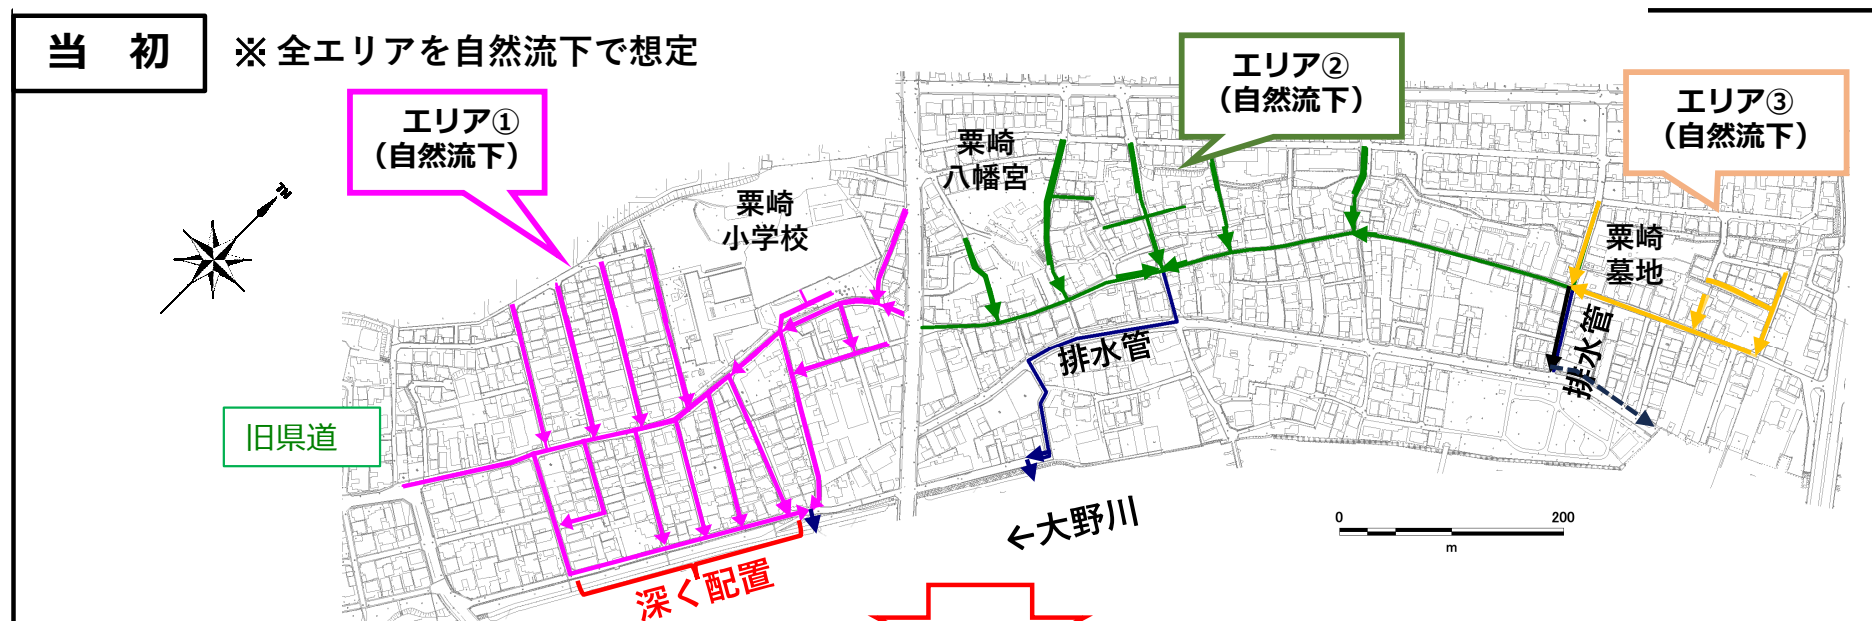 当 初
※ 全エリアを自然流下で想定
エリア①
（自然流下）
エリア②
（自然流下）
エリア③
（自然流下）
粟崎
八幡宮
粟崎
小学校
粟崎
墓地
排水管
排水管
旧県道
←大野川
深く配置
0 200
m